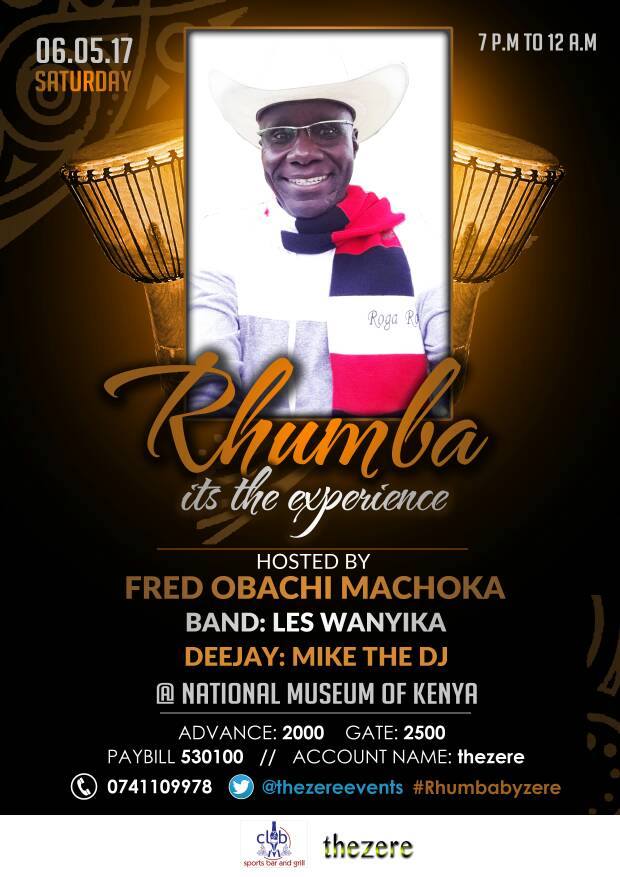 06.05.17
SATURDAY
7 P.M TO 12 A.M
Roga Ro
Rhumba
its the experience
HOSTED BY
FRED OBACHI MACHOKA
BAND: LES WANYIKA
DEEJAY: MIKE THE DJ
@ NATIONAL MUSEUM OF KENYA
ADVANCE: 2000 GATE: 2500
PAYBILL 530100 // ACCOUNT NAME: thezere
0741109978 @thezereevents #Rhumbabyzere
club
sports bar and grill
thezere